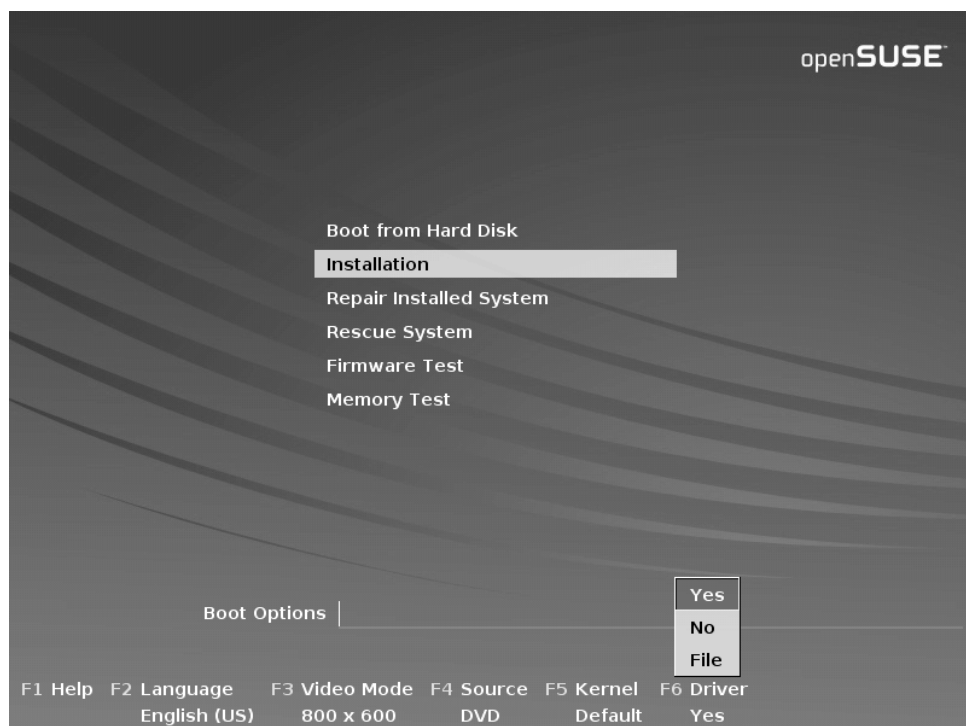 openSUSE
Boot from Hard Disk
Installation
Repair Installed System
Rescue System
Firmware Test
Memory Test
Boot Options
Yes
No
File
F1 Help F2 Language F3 Video Mode F4 Source F5 Kernel F6 Driver
English (US) 800 x 600 DVD Default Yes